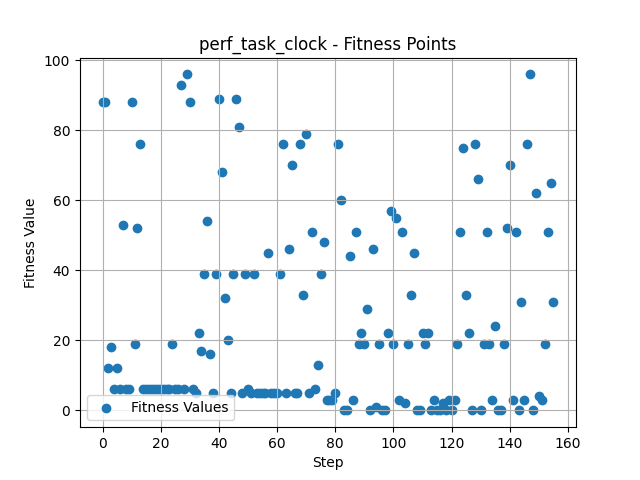 perf_task_clock - Fitness Points
Fitness Value
100
80
60
40
20
0
Fitness Values
0 20 40 60 80 100 120 140 160
Step